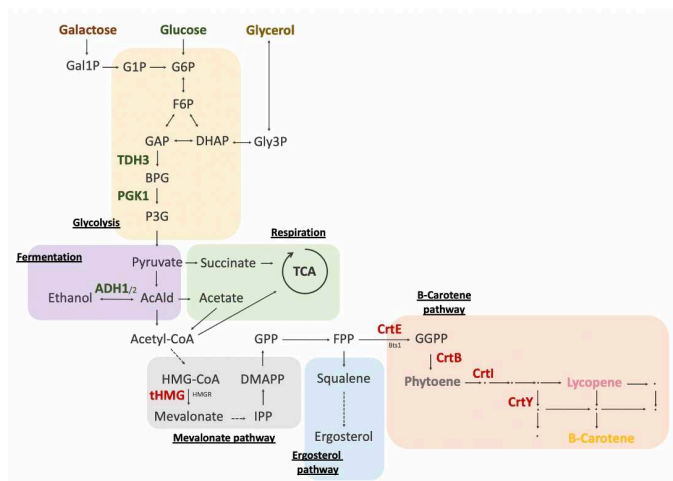 Galactose Glucose Glycerol
Gal1P G1P G6P
F6P
GAP DHAP Gly3P
TDH3
BPG
PGK1
P3G
Glycolysis
Respiration
Fermentation
Pyruvate Succinate TCA
Ethanol ADH1/2 AcAld Acetate
B-Carotene
pathway
Acetyl-CoA GPP FPP CrtE GGPP
Bts1
CrtB
HMG-CoA DMAPP Squalene Phytoene CrtI Lycopene
tHMG HMGR
CrtY
Mevalonate IPP
Mevalonate pathway
Ergosterol B-Carotene
Ergosterol
pathway